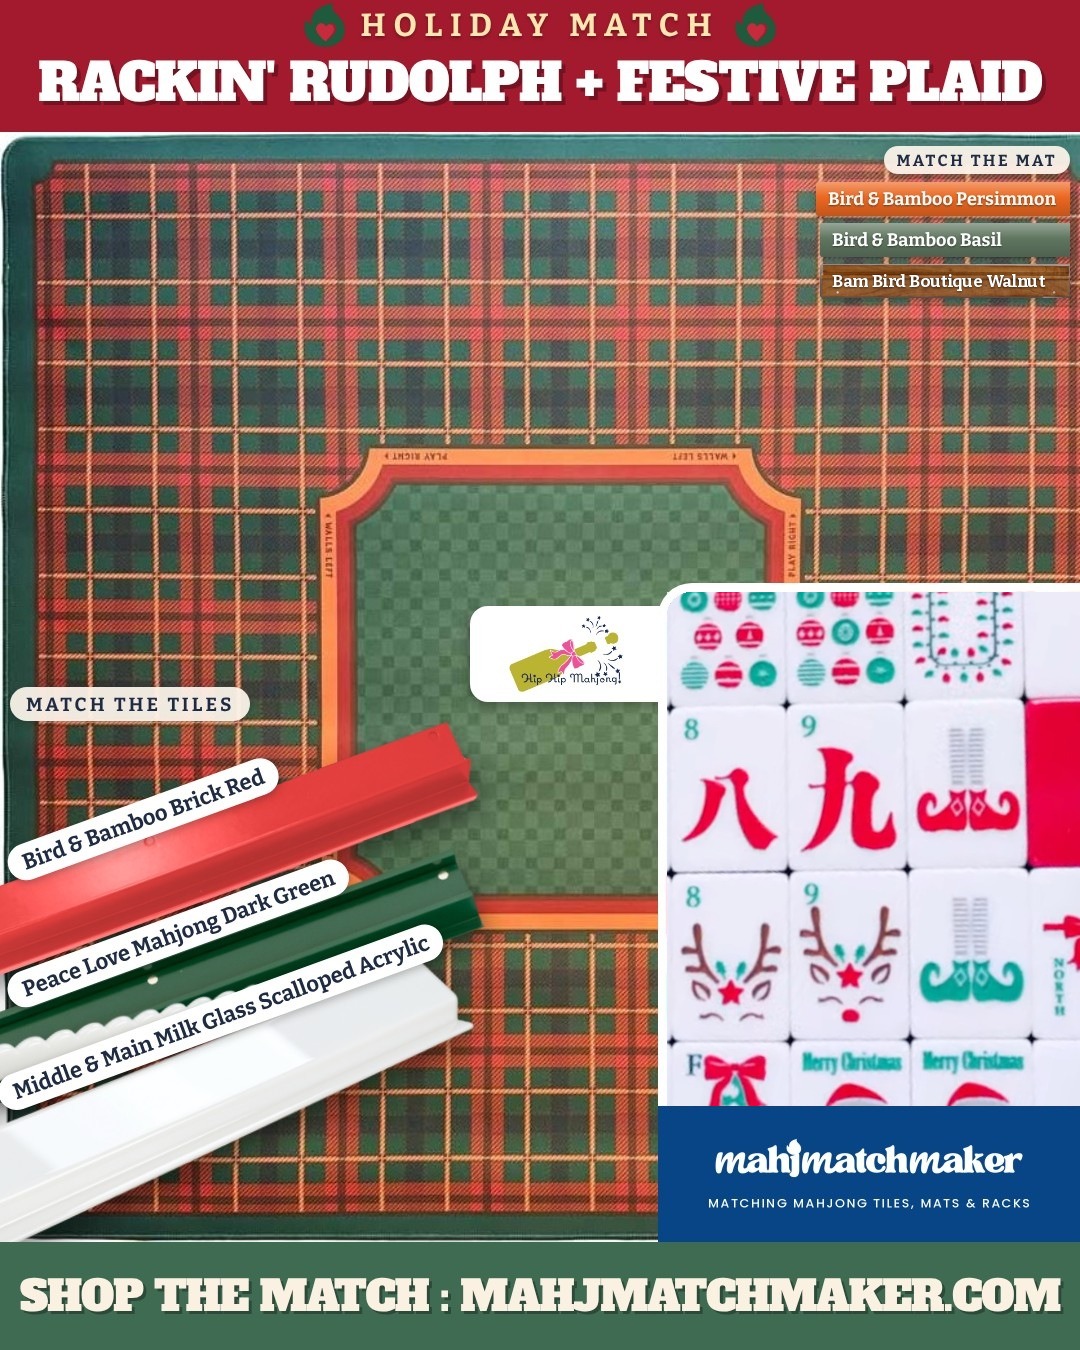 HOLIDAY MATCH
RACKIN' RUDOLPH + FESTIVE PLAID
MATCH THE MAT
Bird & Bamboo Persimmon
Bird & Bamboo Basil
Bam Bird Boutique Walnut
PLAY RIGHT
WALLS LEFT
WALLS LEFT
PLAY RIGHT
Hip Hip Mahjong!
MATCH THE TILES
Bird & Bamboo Brick Red
Peace Love Mahjong Dark Green
Middle & Main Milk Glass Scalloped Acrylic
8 9
八 九
8 9
NORTH
F Merry Christmas Merry Christmas
mahjmatchmaker
MATCHING MAHJONG TILES, MATS & RACKS
SHOP THE MATCH : MAHJMATCHMAKER.COM